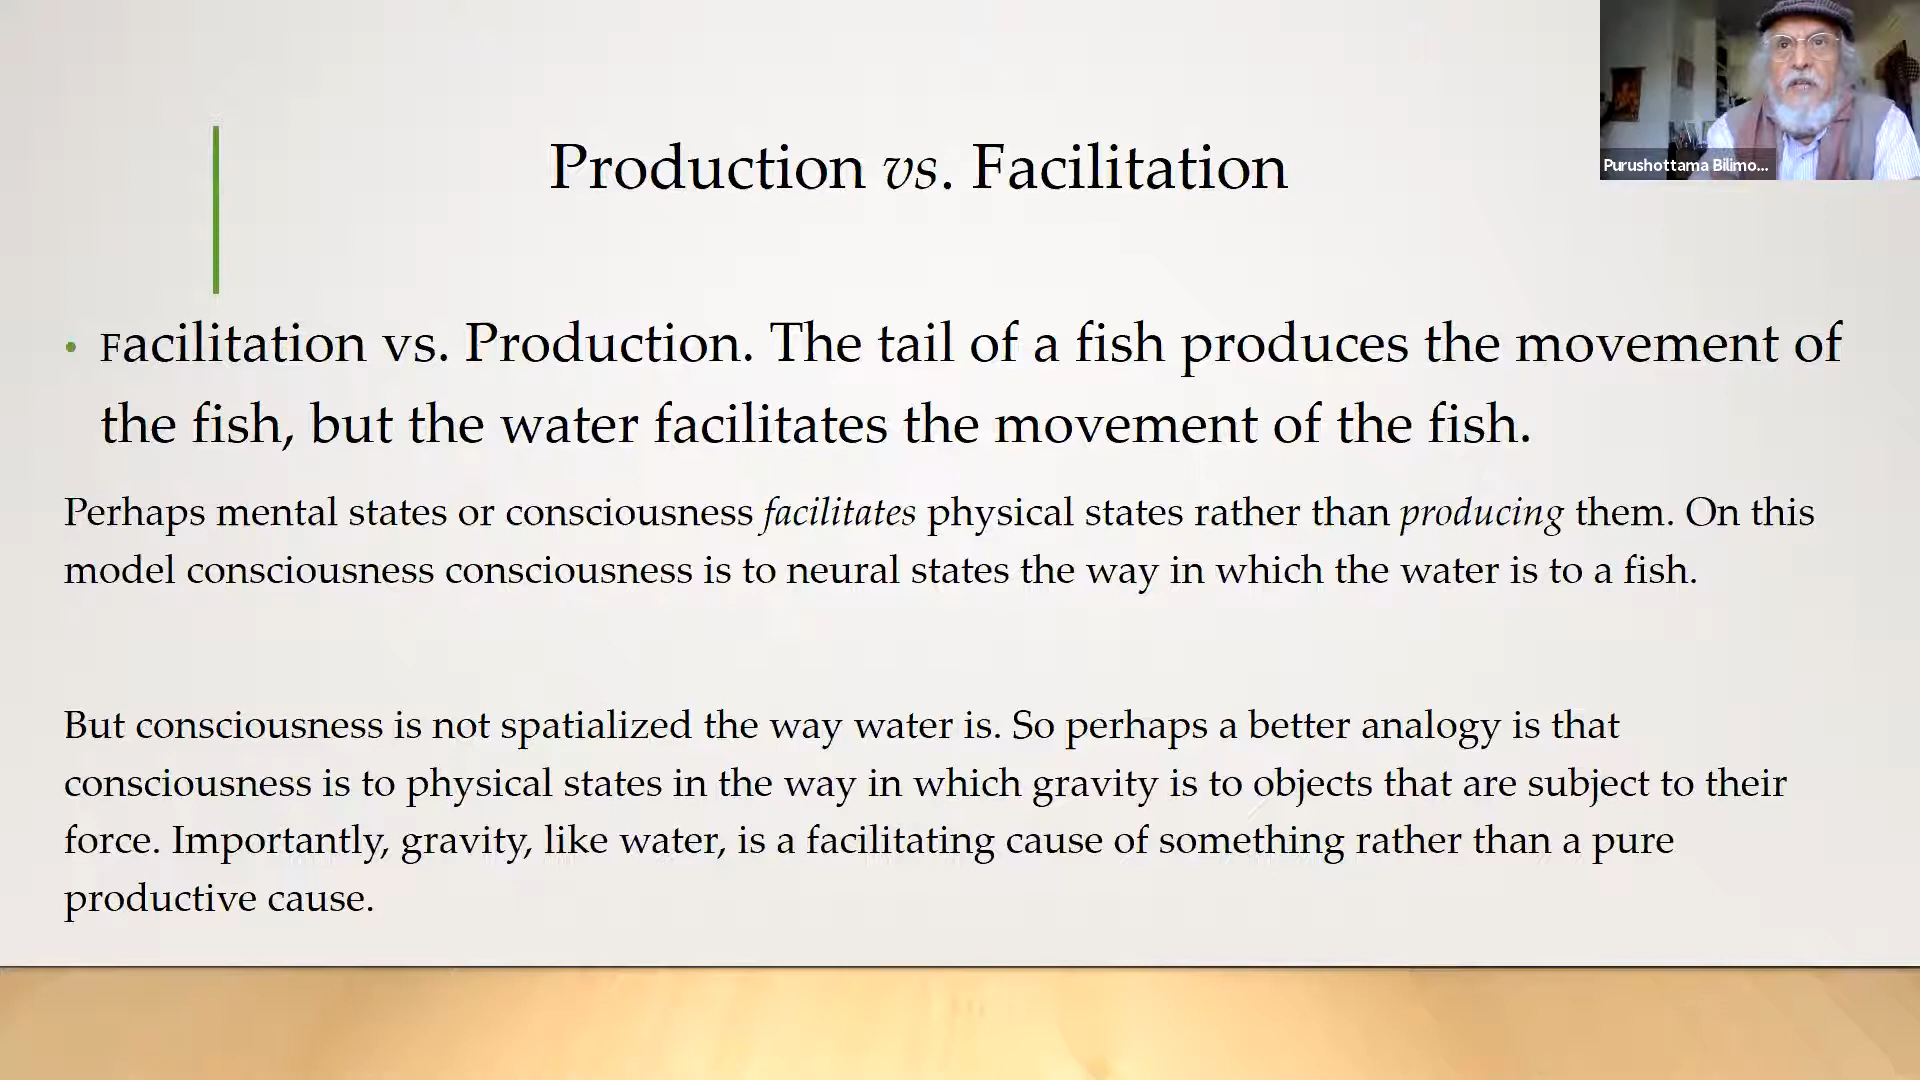 Production vs. Facilitation
Purushottama Bilimo...
• Facilitation vs. Production. The tail of a fish produces the movement of
the fish, but the water facilitates the movement of the fish.
Perhaps mental states or consciousness facilitates physical states rather than producing them. On this
model consciousness consciousness is to neural states the way in which the water is to a fish.
But consciousness is not spatialized the way water is. So perhaps a better analogy is that
consciousness is to physical states in the way in which gravity is to objects that are subject to their
force. Importantly, gravity, like water, is a facilitating cause of something rather than a pure
productive cause.